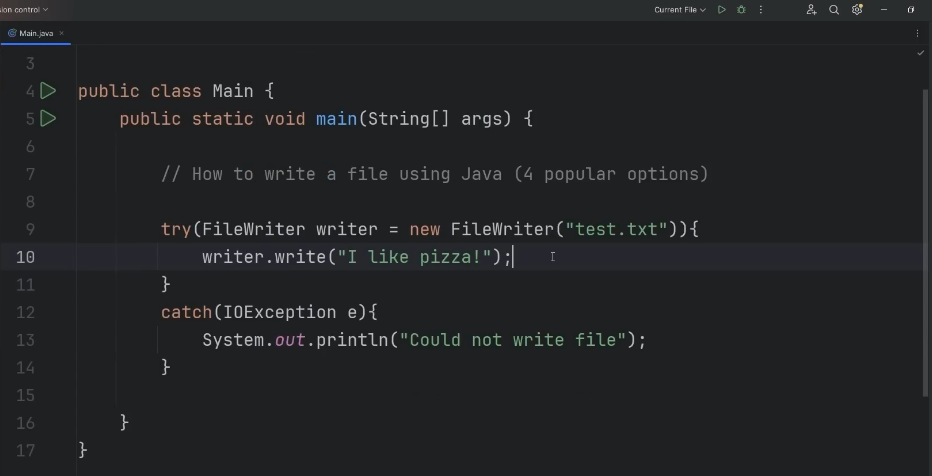 sion control
Current File
Main.java
3
4 public class Main {
5 public static void main(String[] args) {
6
7 // How to write a file using Java (4 popular options)
8
9 try(FileWriter writer = new FileWriter("test.txt")){
10 writer.write("I like pizza!");
11 }
12 catch(IOException e){
13 System.out.println("Could not write file");
14 }
15
16 }
17 }